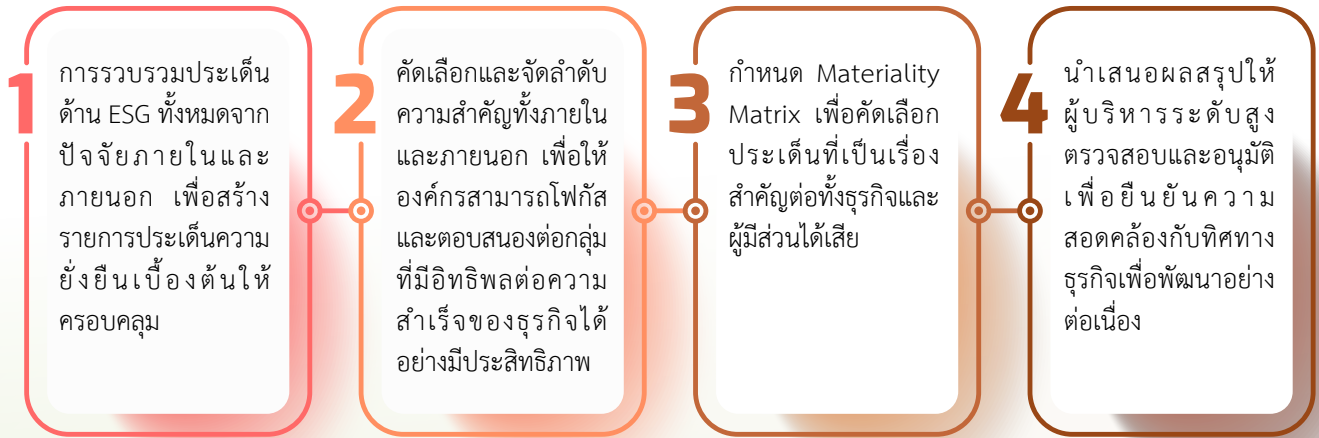 1
การรวบรวมประเด็น
ด้าน ESG ทั้งหมดจาก
ปัจจัยภายในและ
ภายนอก เพื่อสร้าง
รายการประเด็นความ
ยั่งยืนเบื้องต้นให้
ครอบคลุม
2
คัดเลือกและจัดลำดับ
ความสำคัญทั้งภายใน
และภายนอก เพื่อให้
องค์กรสามารถโฟกัส
และตอบสนองต่อกลุ่ม
ที่มีอิทธิพลต่อความ
สำเร็จของธุรกิจได้
อย่างมีประสิทธิภาพ
3
กำหนด Materiality
Matrix เพื่อคัดเลือก
ประเด็นที่เป็นเรื่อง
สำคัญต่อทั้งธุรกิจและ
ผู้มีส่วนได้เสีย
4
นำเสนอผลสรุปให้
ผู้บริหารระดับสูง
ตรวจสอบและอนุมัติ
เพื่อยืนยันความ
สอดคล้องกับทิศทาง
ธุรกิจเพื่อพัฒนาอย่าง
ต่อเนื่อง